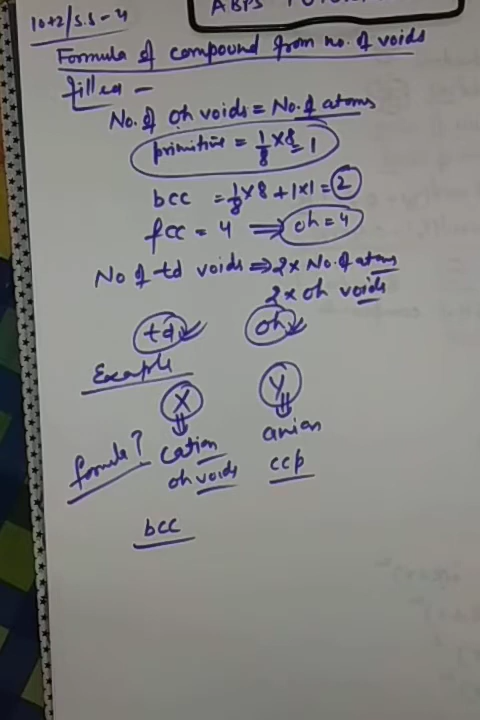 10+2/S.S-4
ABPS TUTOR
Formula of compound from no. of voids
filled –
No. of oh voids = No. of atoms
primitive = 1/8 × 8 = 1
bcc = 1/8 × 8 + 1×1 = 2
fcc = 4 ⇒ oh = 4
No of td voids ⇒ 2 × No. of atoms
2 × oh voids
td oh
Example
X Y
formula? cation anion
oh voids ccp
bcc